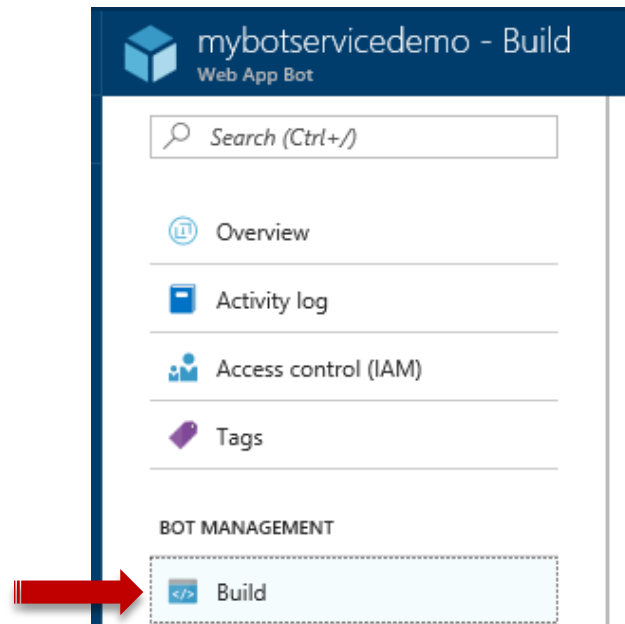 mybotservicedemo - Build
Web App Bot
Search (Ctrl+/)
Overview
Activity log
Access control (IAM)
Tags
BOT MANAGEMENT
Build